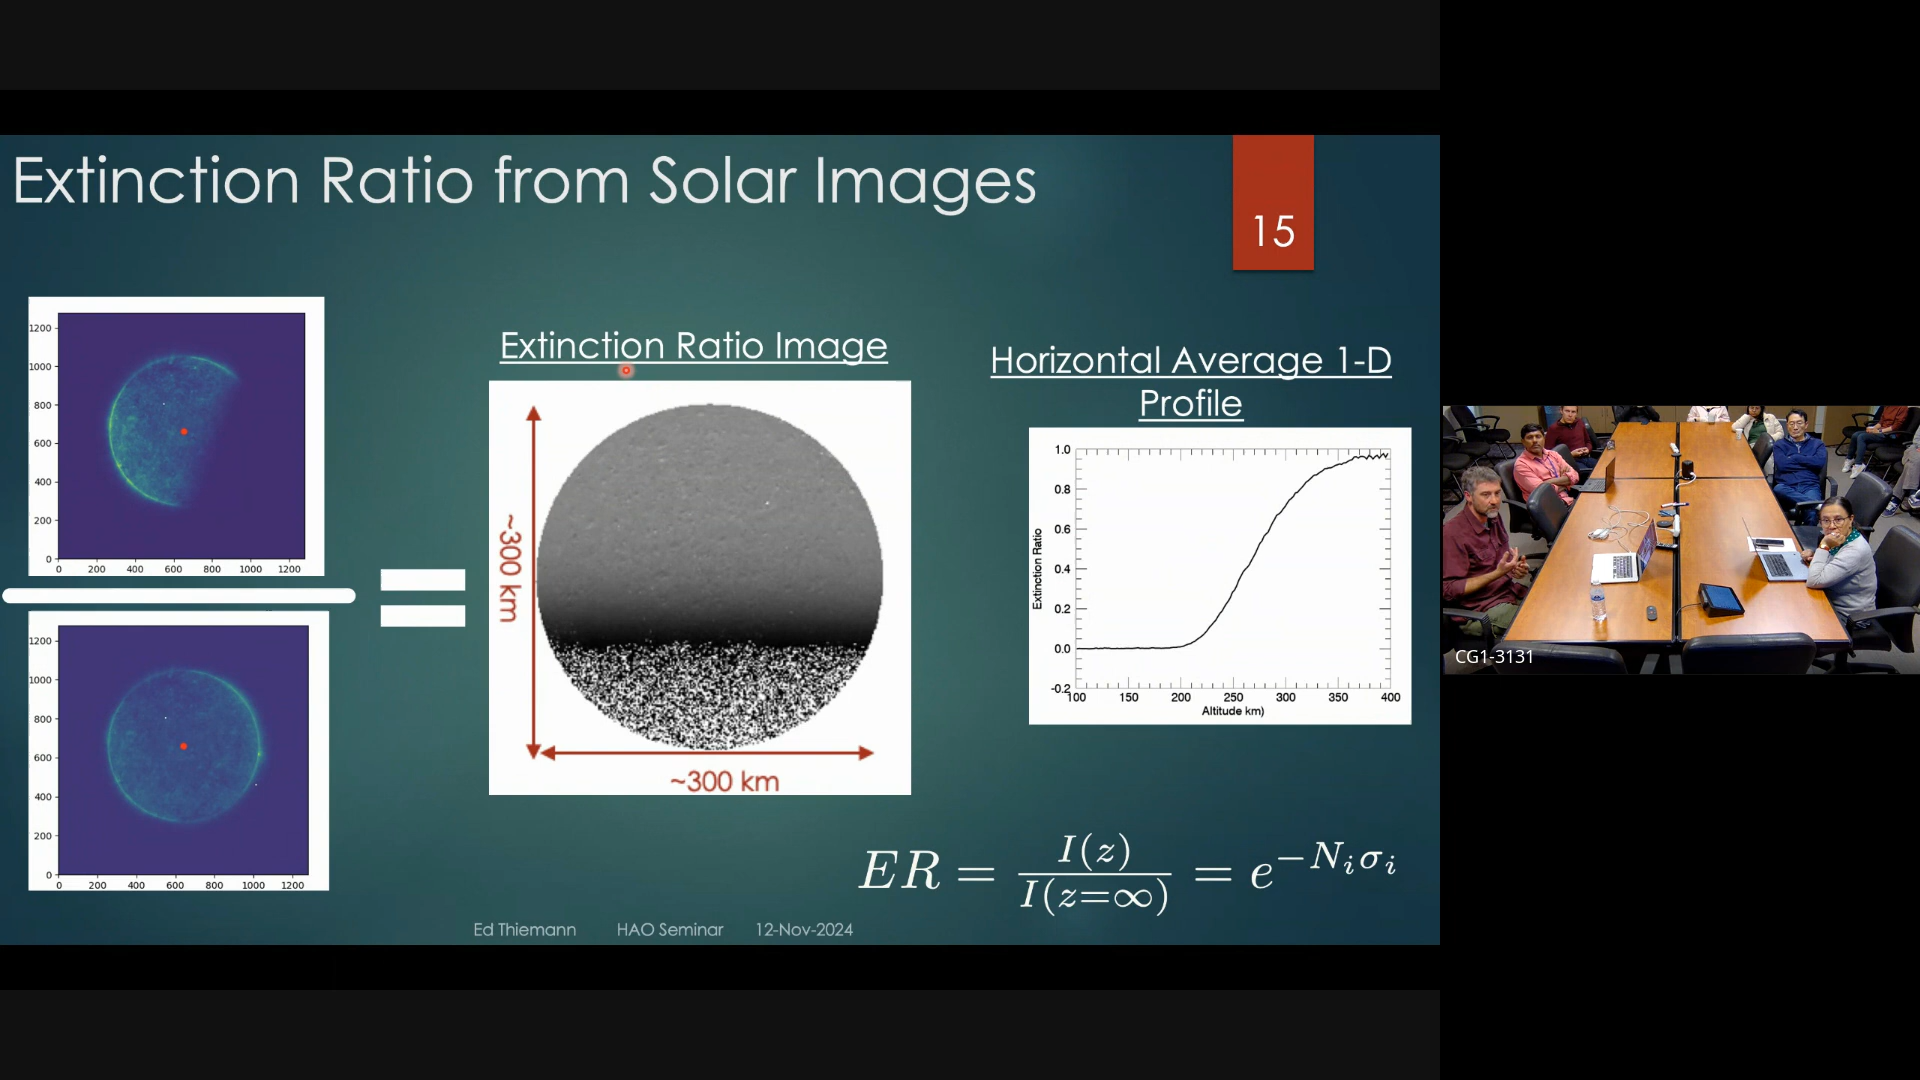 Extinction Ratio from Solar Images
15
1200
1000
800
600
400
200
0
0 200 400 600 800 1000 1200
1200
1000
800
600
400
200
0
0 200 400 600 800 1000 1200
Extinction Ratio Image
~300 km
~300 km
Horizontal Average 1-D
Profile
Extinction Ratio
1.0
0.8
0.6
0.4
0.2
0.0
-0.2
100 150 200 250 300 350 400
Altitude km)
ER = I(z) / I(z=∞) = e^{-N_i σ_i}
Ed Thiemann HAO Seminar 12-Nov-2024
CG1-3131